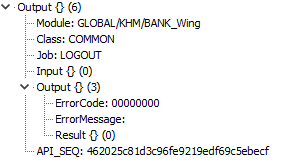 Output {} (6)
Module: GLOBAL/KHM/BANK_Wing
Class: COMMON
Job: LOGOUT
Input {} (0)
Output {} (3)
ErrorCode: 00000000
ErrorMessage:
Result {} (0)
API_SEQ: 462025c81d3c96fe9219edf69c5ebecf